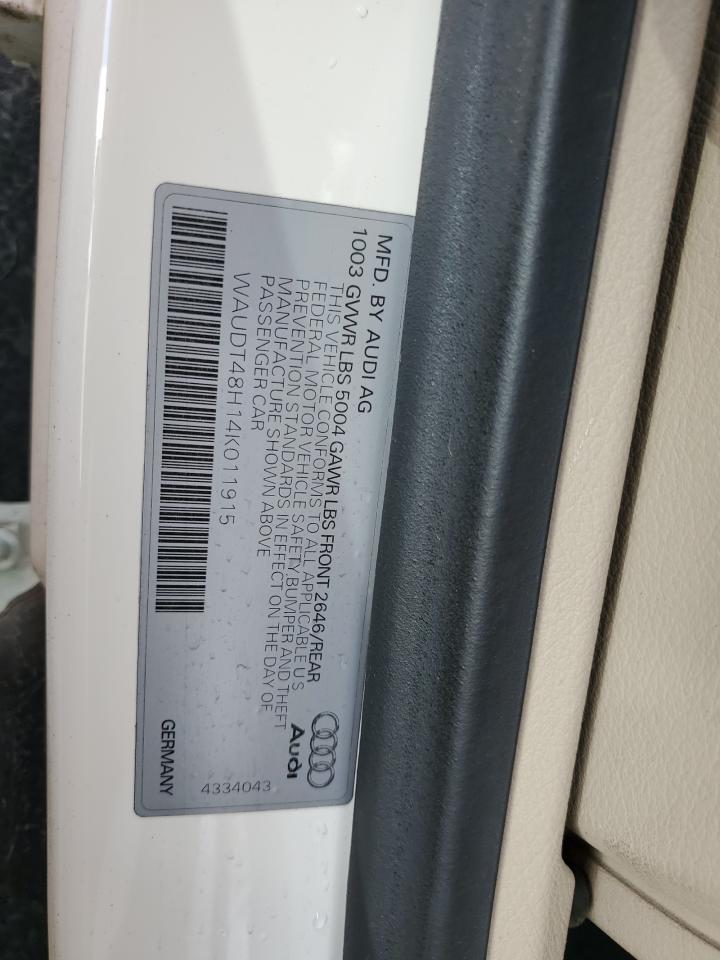 MFD. BY AUDI AG
1003 GVWR LBS 5004 GAWR LBS FRONT 2646/REAR
THIS VEHICLE CONFORMS TO ALL APPLICABLE U S
FEDERAL MOTOR VEHICLE SAFETY BUMPER AND THEFT
PREVENTION STANDARDS IN EFFECT ON THE DAY OF
MANUFACTURE SHOWN ABOVE
PASSENGER CAR
WAUDT48H14K011915
Audi
4334043
GERMANY